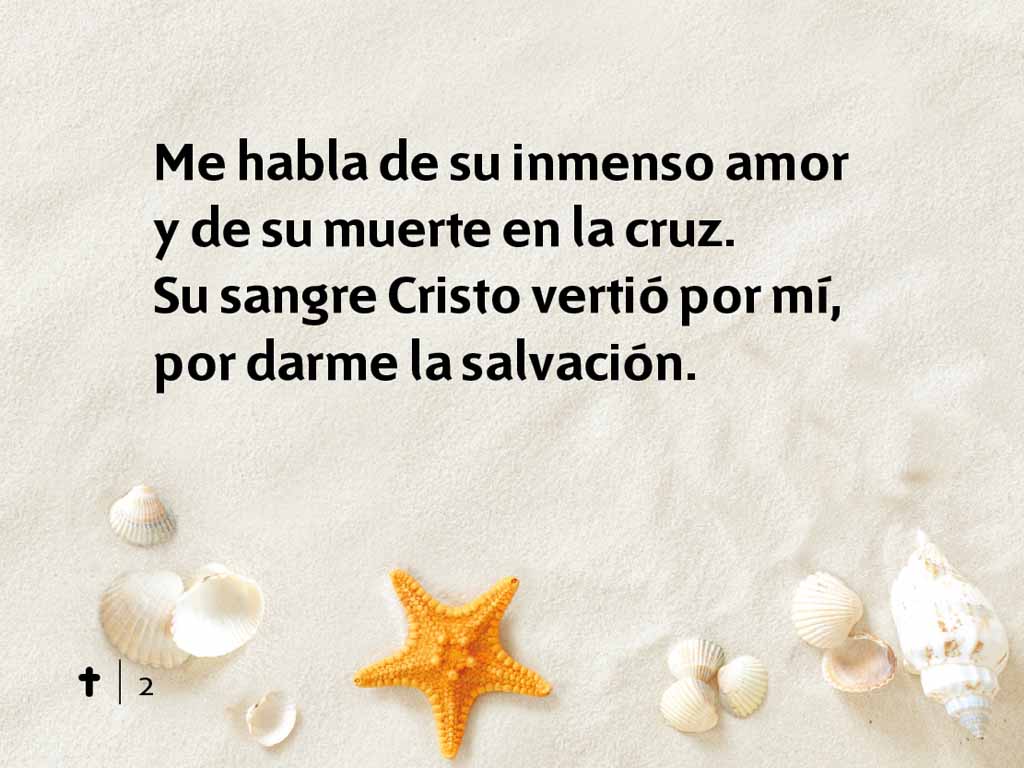 Me habla de su inmenso amor
y de su muerte en la cruz.
Su sangre Cristo vertió por mí,
por darme la salvación.
2